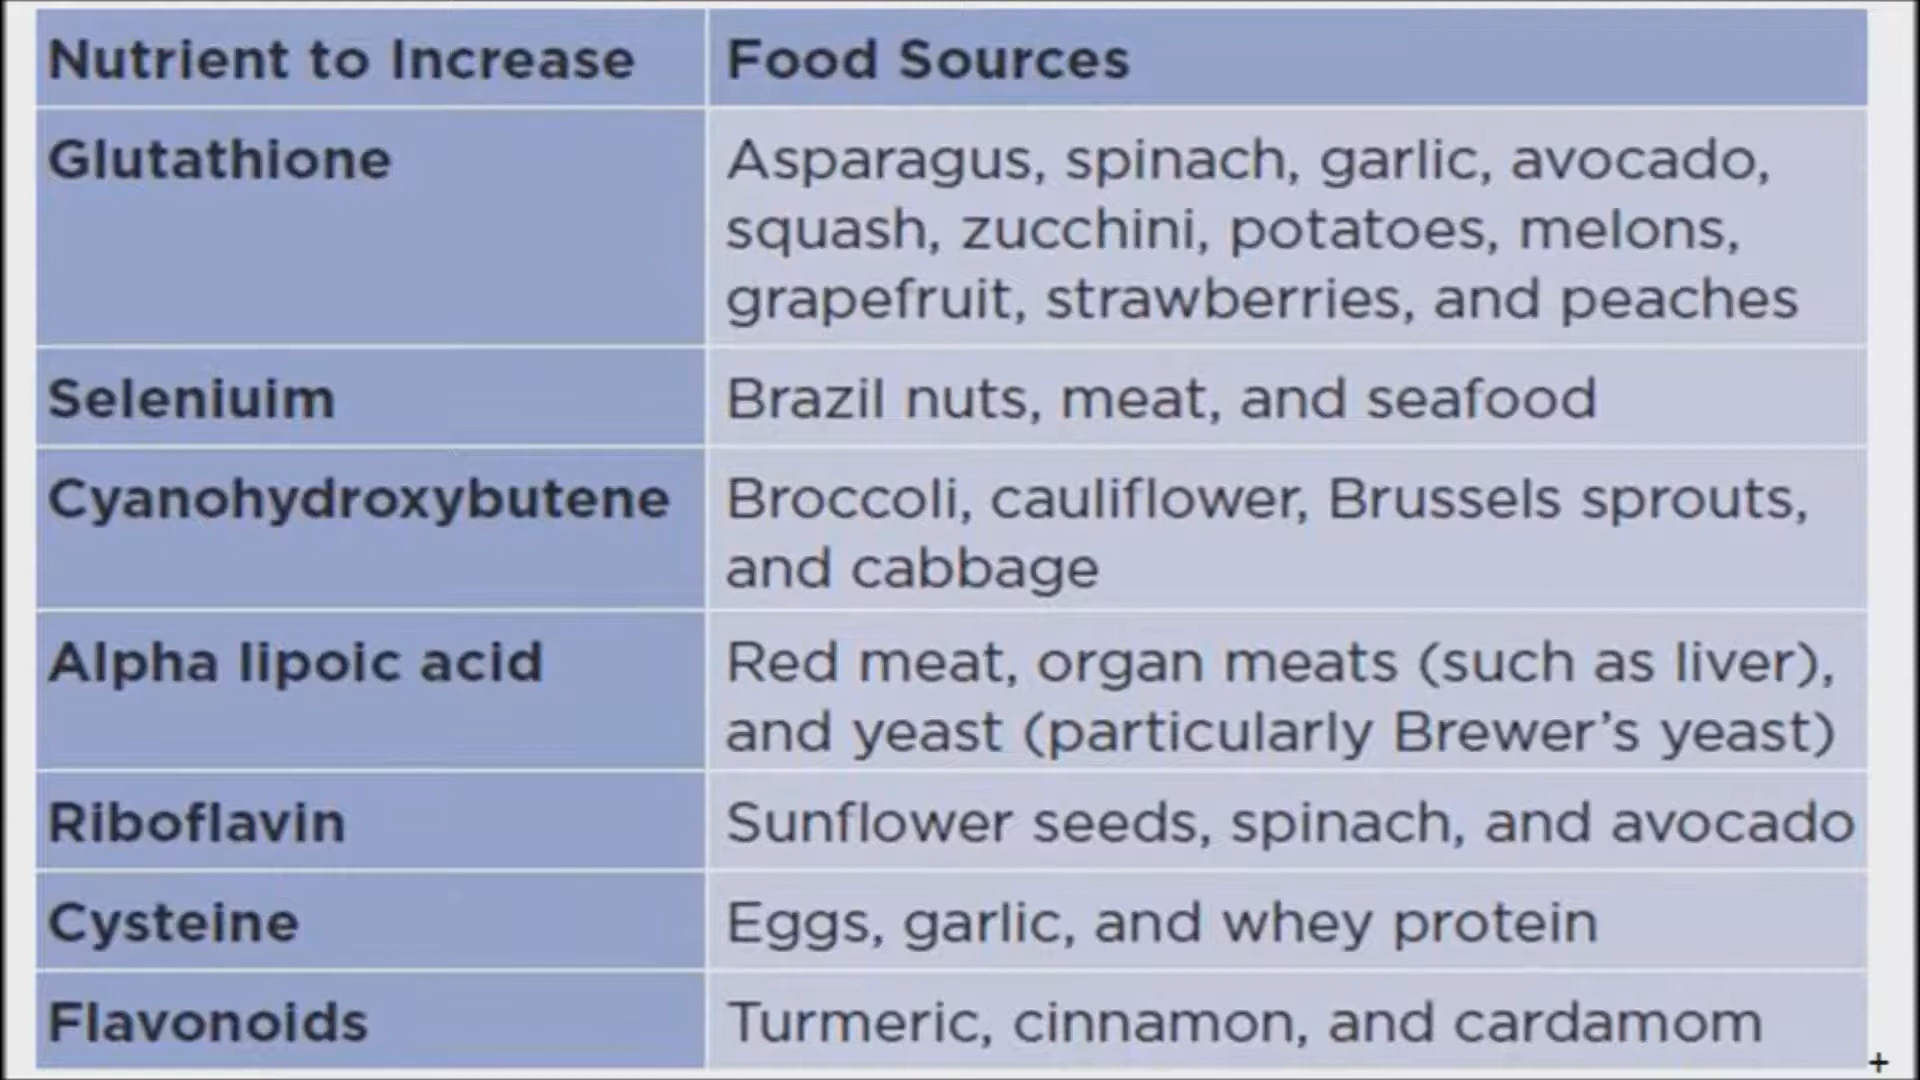 Nutrient to Increase
Food Sources
Glutathione
Asparagus, spinach, garlic, avocado,
squash, zucchini, potatoes, melons,
grapefruit, strawberries, and peaches
Seleniuim
Brazil nuts, meat, and seafood
Cyanohydroxybutene
Broccoli, cauliflower, Brussels sprouts,
and cabbage
Alpha lipoic acid
Red meat, organ meats (such as liver),
and yeast (particularly Brewer’s yeast)
Riboflavin
Sunflower seeds, spinach, and avocado
Cysteine
Eggs, garlic, and whey protein
Flavonoids
Turmeric, cinnamon, and cardamom